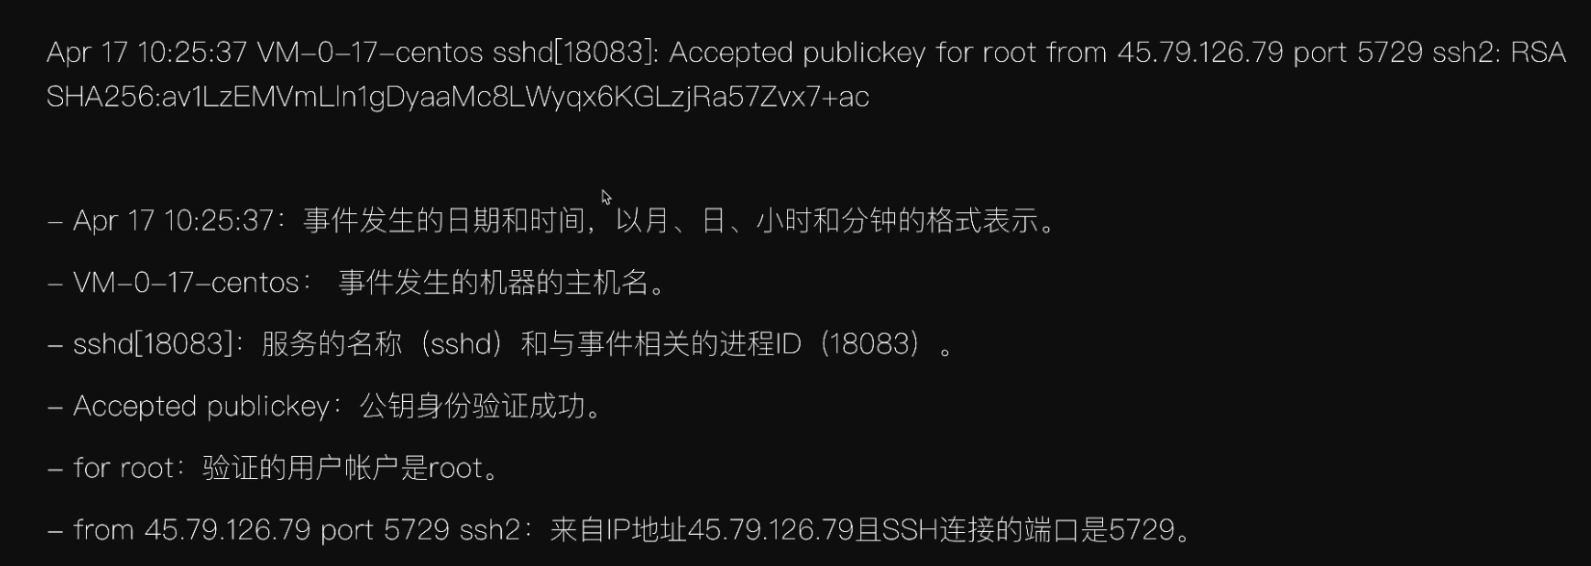 Apr 17 10:25:37 VM-0-17-centos sshd[18083]: Accepted publickey for root from 45.79.126.79 port 5729 ssh2: RSA
SHA256:av1LzEMVmLln1gDyaaMc8LWyqx6KGLzjRa57Zvx7+ac
- Apr 17 10:25:37：事件发生的日期和时间，以月、日、小时和分钟的格式表示。
- VM-0-17-centos： 事件发生的机器的主机名。
- sshd[18083]：服务的名称（sshd）和与事件相关的进程ID（18083）。
- Accepted publickey：公钥身份验证成功。
- for root：验证的用户帐户是root。
- from 45.79.126.79 port 5729 ssh2：来自IP地址45.79.126.79且SSH连接的端口是5729。